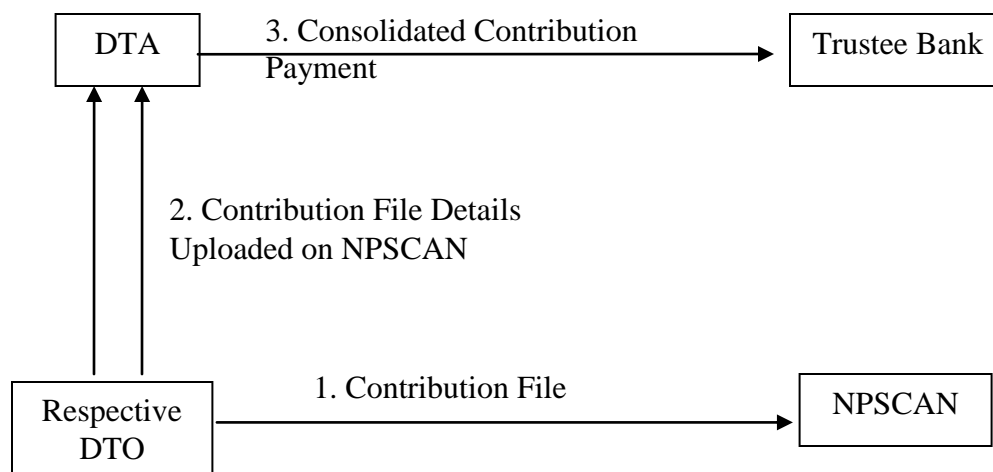 DTA
3. Consolidated Contribution
Payment
Trustee Bank
2. Contribution File Details
Uploaded on NPSCAN
Respective
DTO
1. Contribution File
NPSCAN